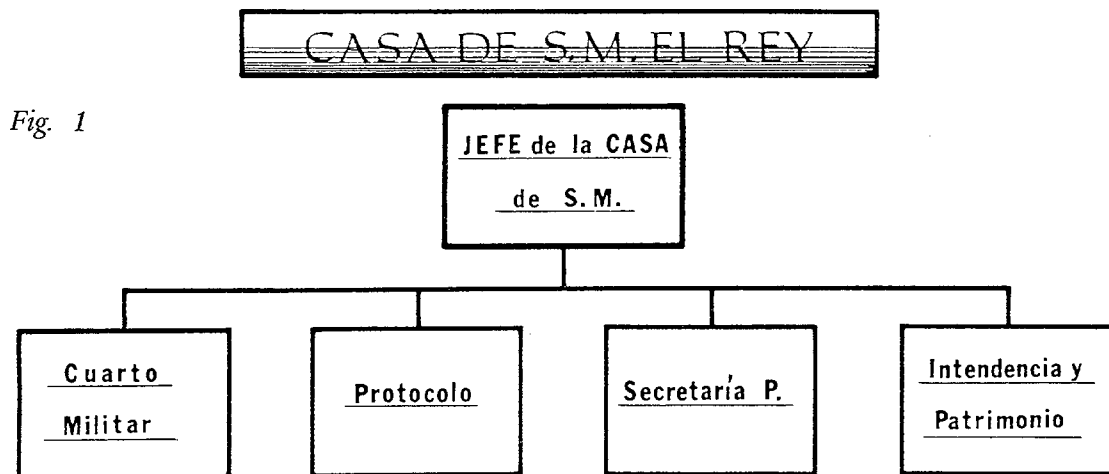 CASA DE S.M. EL REY
Fig. 1
JEFE de la CASA
de S.M.
Cuarto
Militar
Protocolo
Secretaría P.
Intendencia y
Patrimonio